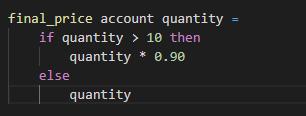 final_price account quantity =
    if quantity > 10 then
        quantity * 0.90
    else
        quantity